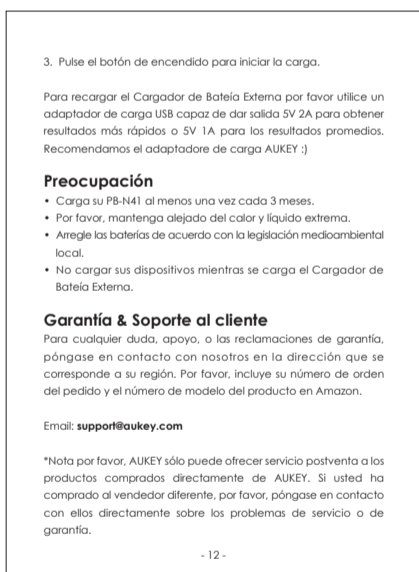 3. Pulse el botón de encendido para iniciar la carga.
Para recargar el Cargador de Bateía Externa por favor utilice un
adaptador de carga USB capaz de dar salida 5V 2A para obtener
resultados más rápidos o 5V 1A para los resultados promedios.
Recomendamos el adaptadore de carga AUKEY :)
Preocupación
• Carga su PB-N41 al menos una vez cada 3 meses.
• Por favor, mantenga alejado del calor y líquido extrema.
• Arregle las baterías de acuerdo con la legislación medioambiental
local.
• No cargar sus dispositivos mientras se carga el Cargador de
Bateía Externa.
Garantía & Soporte al cliente
Para cualquier duda, apoyo, o las reclamaciones de garantía,
póngase en contacto con nosotros en la dirección que se
corresponde a su región. Por favor, incluye su número de orden
del pedido y el número de modelo del producto en Amazon.
Email: support@aukey.com
*Nota por favor, AUKEY sólo puede ofrecer servicio postventa a los
productos comprados directamente de AUKEY. Si usted ha
comprado al vendedor diferente, por favor, póngase en contacto
con ellos directamente sobre los problemas de servicio o de
garantía.
- 12 -